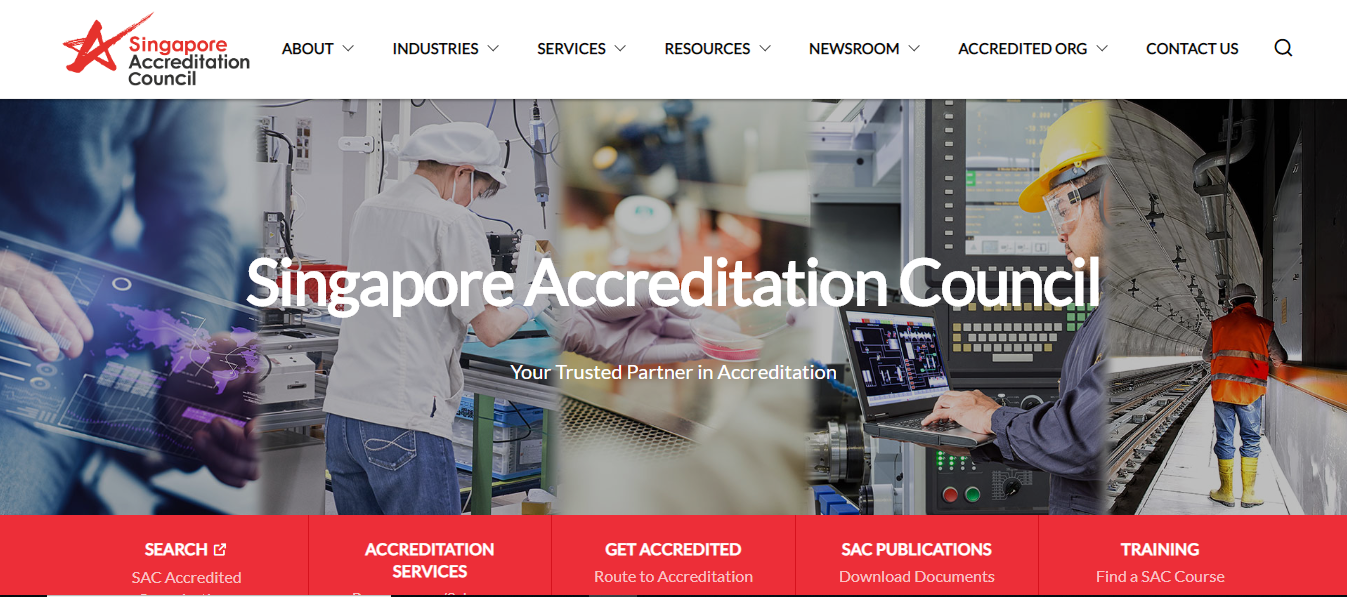 Singapore
Accreditation
Council
ABOUT
INDUSTRIES
SERVICES
RESOURCES
NEWSROOM
ACCREDITED ORG
CONTACT US
Singapore Accreditation Council
Your Trusted Partner in Accreditation
SEARCH
SAC Accredited
ACCREDITATION
SERVICES
GET ACCREDITED
Route to Accreditation
SAC PUBLICATIONS
Download Documents
TRAINING
Find a SAC Course